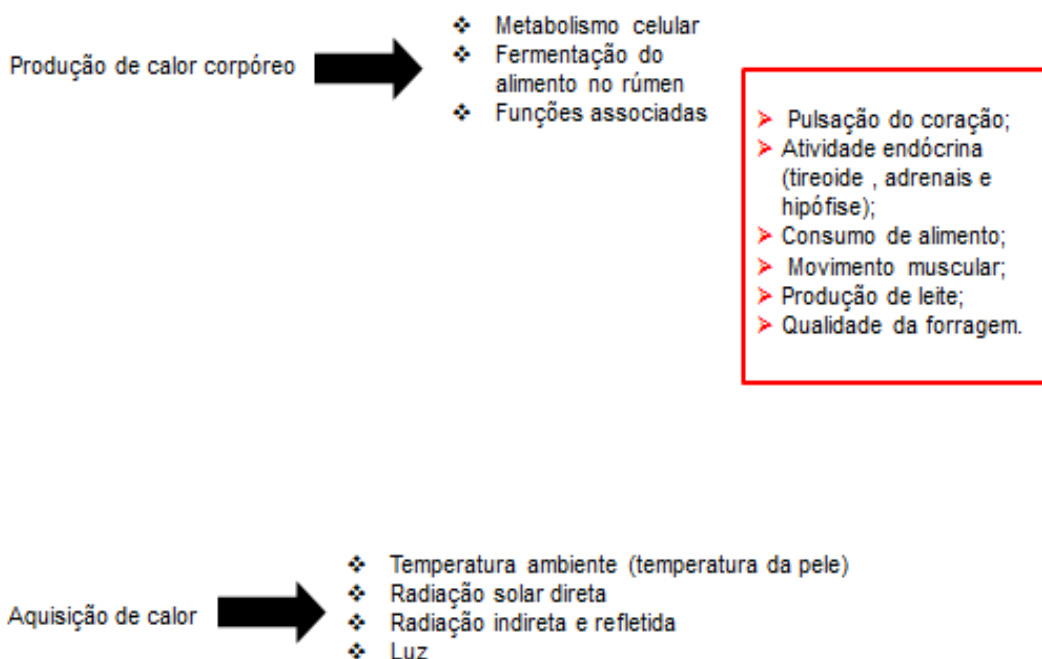 Produção de calor corpóreo
❖ Metabolismo celular
❖ Fermentação do
alimento no rúmen
❖ Funções associadas
➢ Pulsação do coração;
➢ Atividade endócrina
(tireoide , adrenais e
hipófise);
➢ Consumo de alimento;
➢ Movimento muscular;
➢ Produção de leite;
➢ Qualidade da forragem.
Aquisição de calor
❖ Temperatura ambiente (temperatura da pele)
❖ Radiação solar direta
❖ Radiação indireta e refletida
❖ Luz